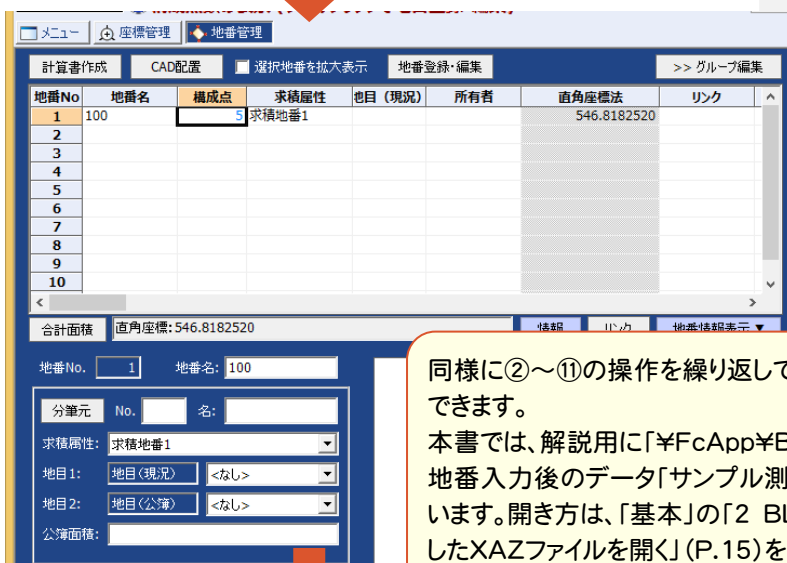 メニュー 座標管理 地番管理
計算書作成 CAD配置 選択地番を拡大表示 地番登録・編集 >> グループ編集
地番No 地番名 構成点 求積属性 地目 (現況) 所有者 直角座標法 リンク
1 100 5 求積地番1 546.8182520
2
3
4
5
6
7
8
9
10
合計面積 直角座標:546.8182520 情報 リンク 地番情報表示▼
地番No. 1 地番名: 100
分筆元 No. 名:
求積属性: 求積地番1
地目1: 地目(現況) <なし>
地目2: 地目(公簿) <なし>
公簿面積:
同様に②～⑪の操作を繰り返して
できます。
本書では、解説用に「¥FcApp¥B
地番入力後のデータ「サンプル測
います。開き方は、「基本」の「2 BL
したXAZファイルを開く」(P.15)を